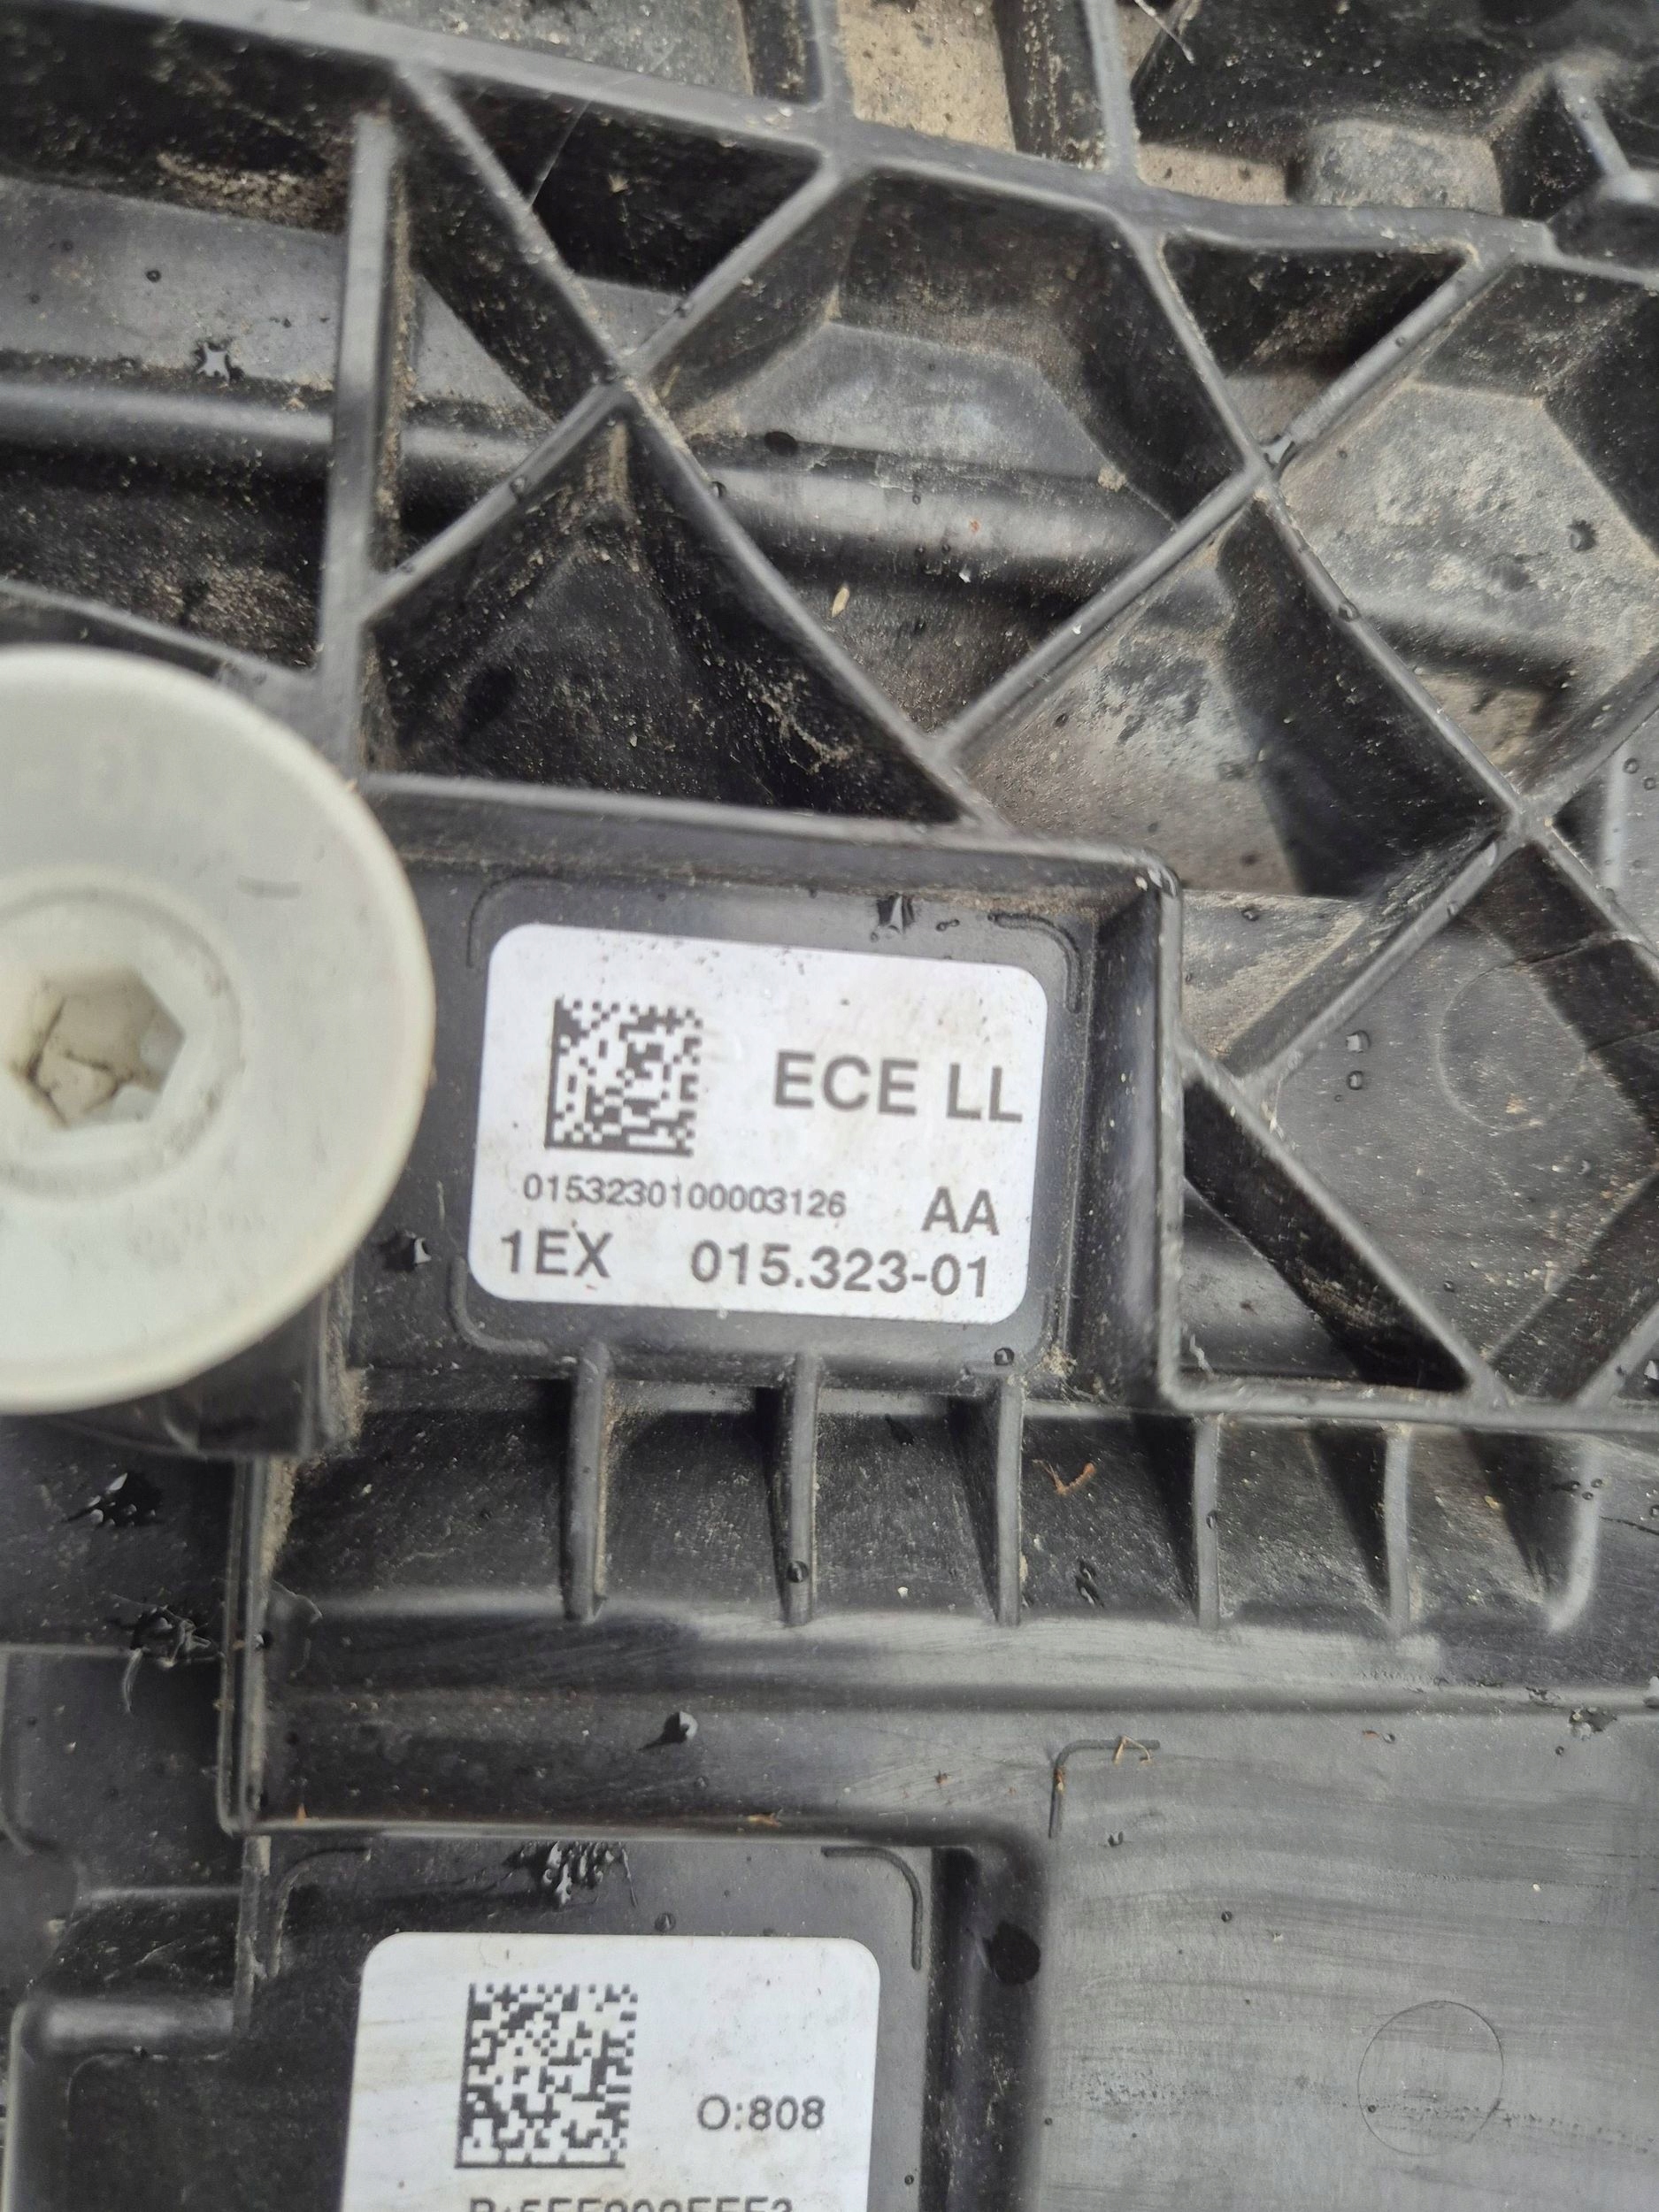 ECE LL
0153230100003126 AA
1EX 015.323-01
O:808